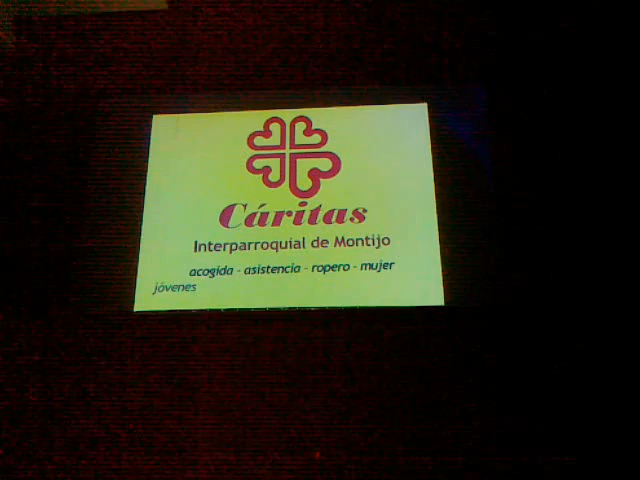 Cáritas
Interparroquial de Montijo
acogida - asistencia - ropero - mujer
jóvenes